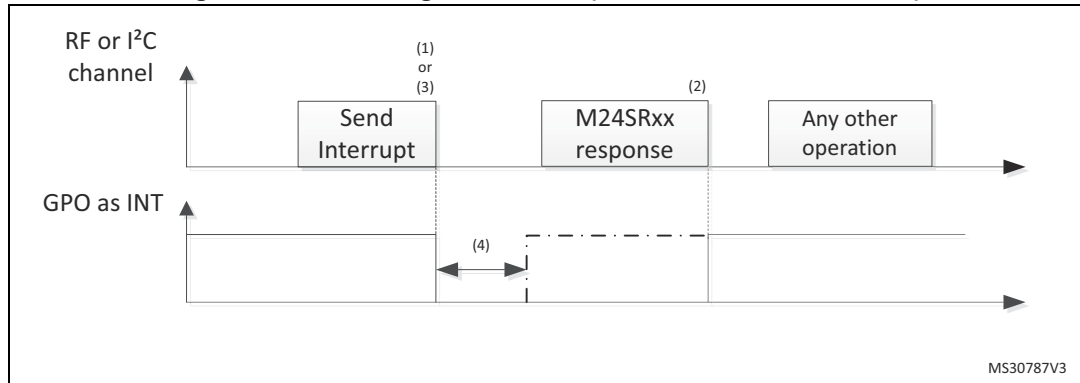 RF or I²C
channel
(1)
or
(3)
(2)
Send
Interrupt
M24SRxx
response
Any other
operation
GPO as INT
(4)
MS30787V3